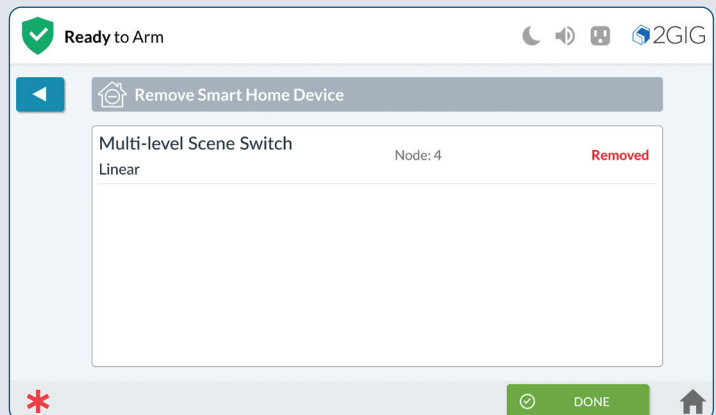 Ready to Arm
2GIG
Remove Smart Home Device
Multi-level Scene Switch
Linear
Node: 4
Removed
DONE